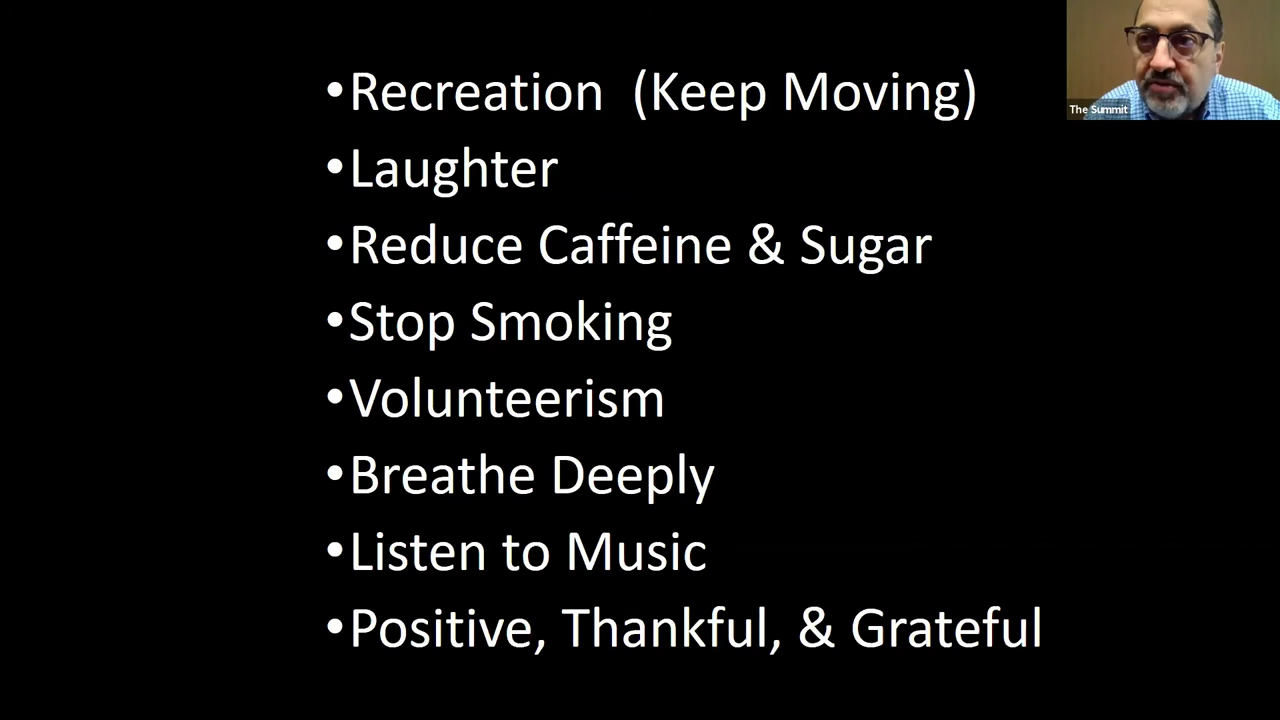 •Recreation  (Keep Moving)
•Laughter
•Reduce Caffeine & Sugar
•Stop Smoking
•Volunteerism
•Breathe Deeply
•Listen to Music
•Positive, Thankful, & Grateful
The Summit